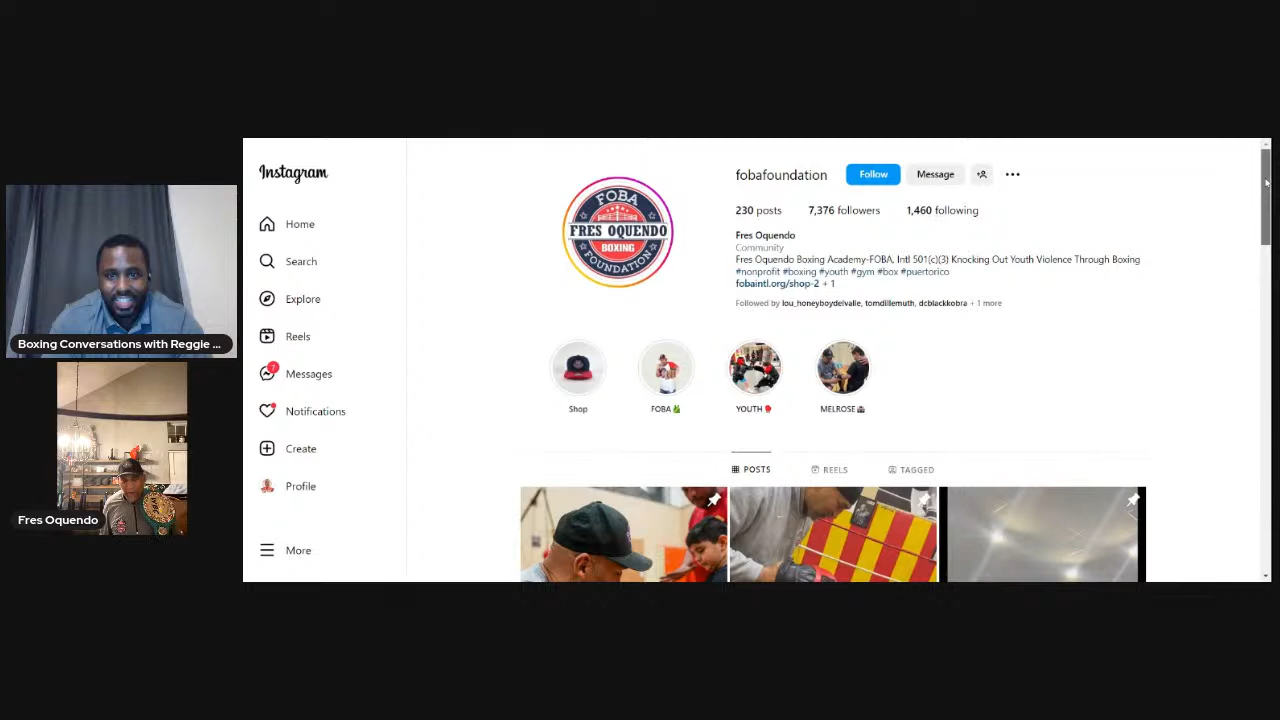 Boxing Conversations with Reggie ...
Fres Oquendo
Instagram
Home
Search
Explore
Reels
7
Messages
Notifications
Create
Profile
More
FOBA
FRES OQUENDO
BOXING
FOUNDATION
fobafoundation Follow Message
230 posts 7,376 followers 1,460 following
Fres Oquendo
Community
Fres Oquendo Boxing Academy-FOBA, Intl 501(c)(3) Knocking Out Youth Violence Through Boxing
#nonprofit #boxing #youth #gym #box #puertorico
fobaintl.org/shop-2 + 1
Followed by lou_honeyboydelvalle, tomdillemuth, dcblackkobra + 1 more
Shop FOBA YOUTH MELROSE
POSTS REELS TAGGED